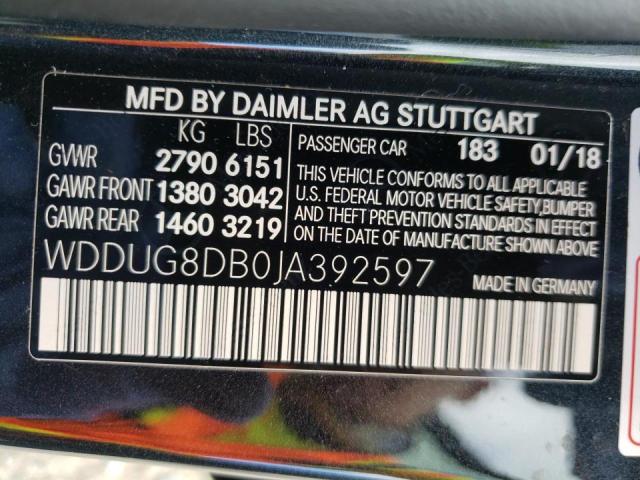 MFD BY DAIMLER AG STUTTGART
KG LBS
GVWR 2790 6151
GAWR FRONT 1380 3042
GAWR REAR 1460 3219
PASSENGER CAR 183 01/18
THIS VEHICLE CONFORMS TO ALL APPLICABLE
U.S. FEDERAL MOTOR VEHICLE SAFETY, BUMPER
AND THEFT PREVENTION STANDARDS IN EFFECT
ON THE DATE OF MANUFACTURE SHOWN ABOVE.
WDDUG8DB0JA392597
MADE IN GERMANY